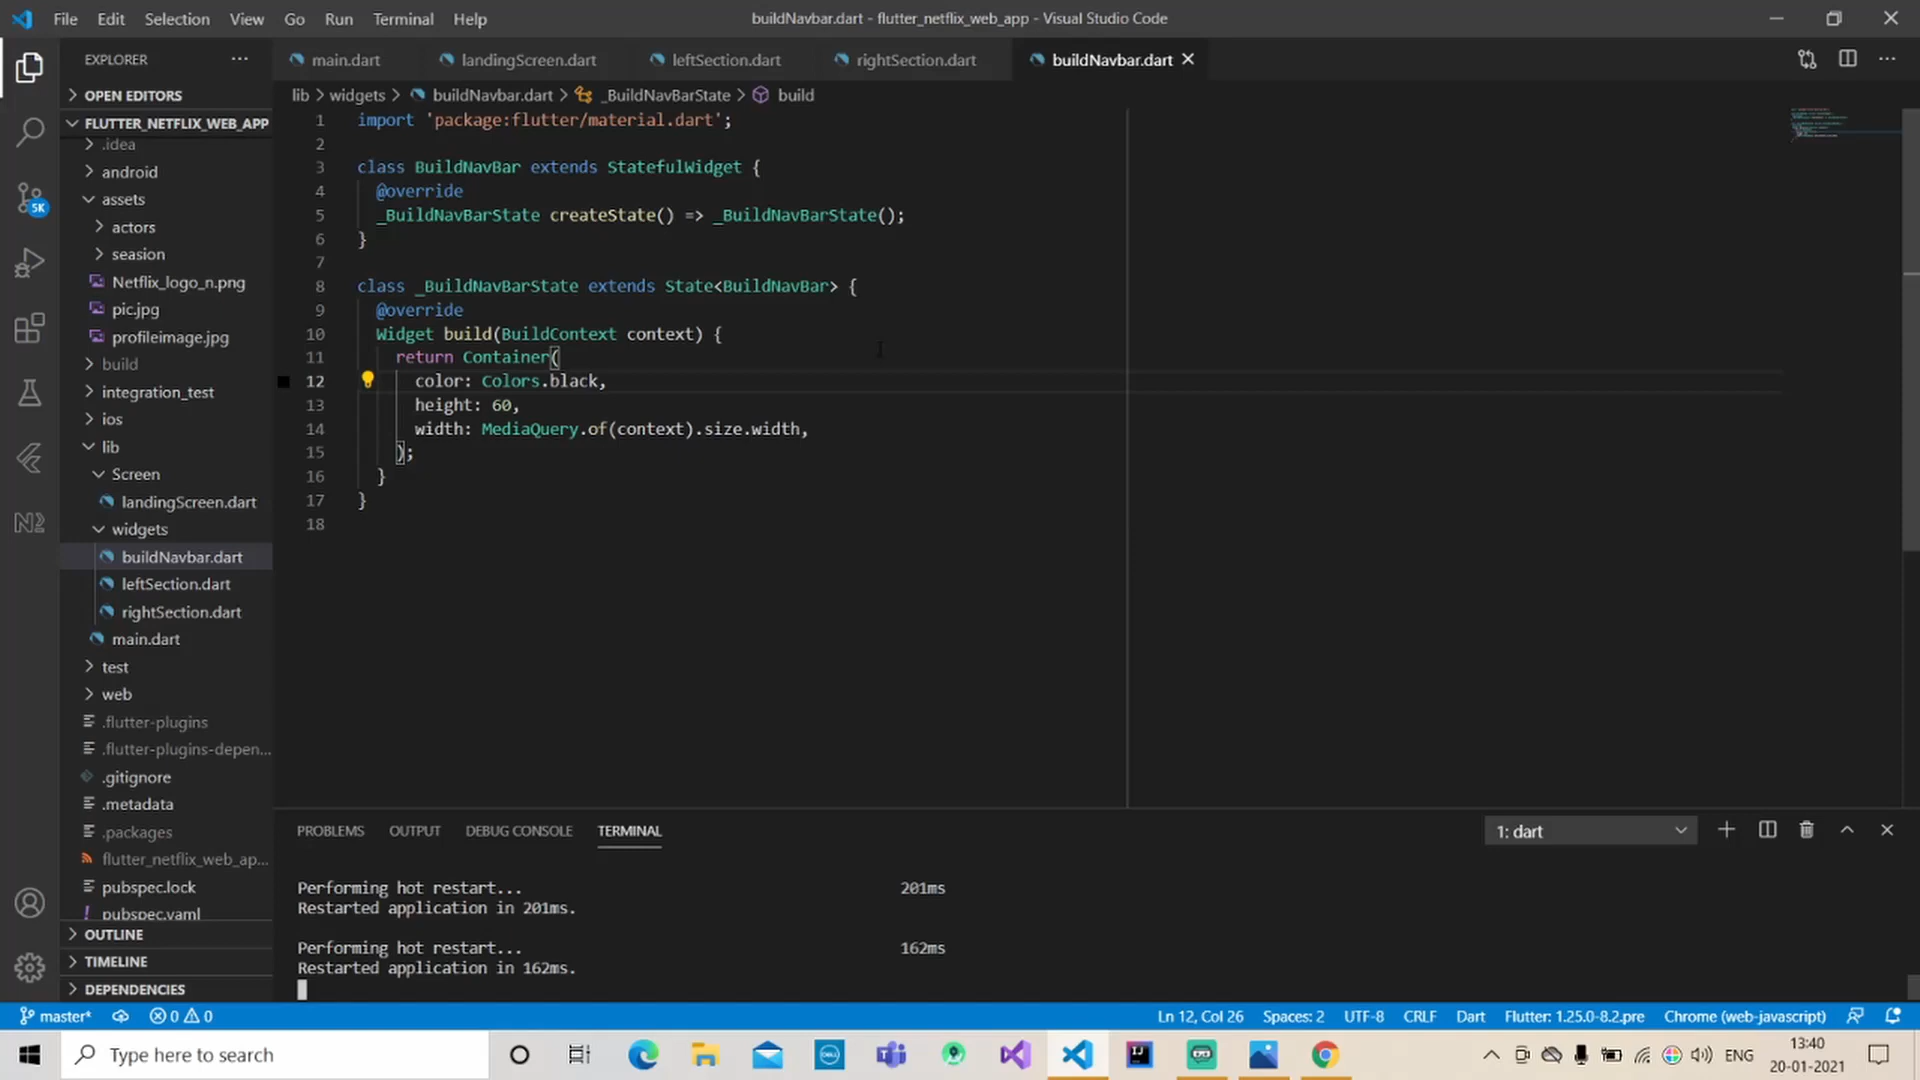 File Edit Selection View Go Run Terminal Help
buildNavbar.dart - flutter_netflix_web_app - Visual Studio Code
EXPLORER ...
main.dart landingScreen.dart leftSection.dart rightSection.dart buildNavbar.dart
OPEN EDITORS
FLUTTER_NETFLIX_WEB_APP
.idea
android
assets
actors
seasion
Netflix_logo_n.png
pic.jpg
profileimage.jpg
build
integration_test
ios
lib
Screen
landingScreen.dart
widgets
buildNavbar.dart
leftSection.dart
rightSection.dart
main.dart
test
web
.flutter-plugins
.flutter-plugins-depen...
.gitignore
.metadata
.packages
flutter_netflix_web_ap...
pubspec.lock
pubspec.yaml
OUTLINE
TIMELINE
DEPENDENCIES
5K
N2
lib > widgets > buildNavbar.dart > _BuildNavBarState > build
1 import 'package:flutter/material.dart';
2
3 class BuildNavBar extends StatefulWidget {
4 @override
5 _BuildNavBarState createState() => _BuildNavBarState();
6 }
7
8 class _BuildNavBarState extends State<BuildNavBar> {
9 @override
10 Widget build(BuildContext context) {
11 return Container(
12 color: Colors.black,
13 height: 60,
14 width: MediaQuery.of(context).size.width,
15 );
16 }
17 }
18
PROBLEMS OUTPUT DEBUG CONSOLE TERMINAL
1: dart
Performing hot restart... 201ms
Restarted application in 201ms.
Performing hot restart... 162ms
Restarted application in 162ms.
master* 0 0
Ln 12, Col 26 Spaces: 2 UTF-8 CRLF Dart Flutter: 1.25.0-8.2.pre Chrome (web-javascript)
Type here to search
DELL
IJ
ENG
13:40
20-01-2021